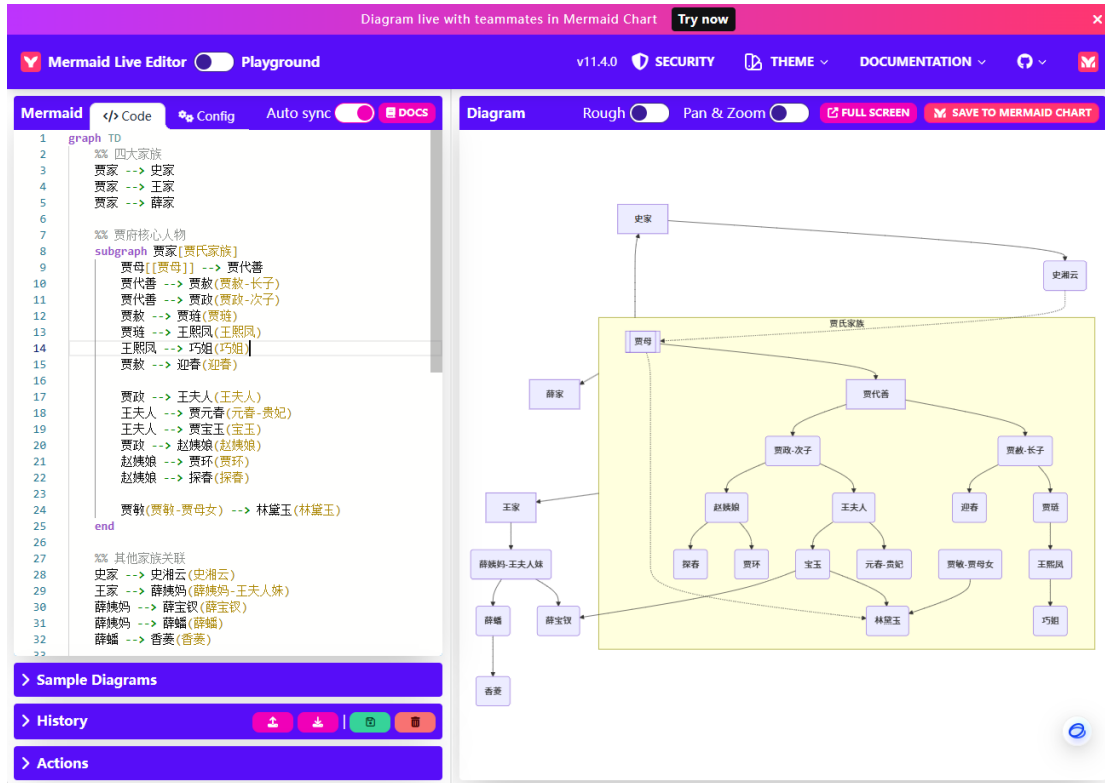 Diagram live with teammates in Mermaid Chart Try now ×
Mermaid Live Editor Playground v11.4.0 SECURITY THEME DOCUMENTATION
Mermaid Code Config Auto sync DOCS
1 graph TD
2 %% 四大家族
3 贾家 --> 史家
4 贾家 --> 王家
5 贾家 --> 薛家
6
7 %% 贾府核心人物
8 subgraph 贾家[贾氏家族]
9 贾母[[贾母]] --> 贾代善
10 贾代善 --> 贾赦(贾赦-长子)
11 贾代善 --> 贾政(贾政-次子)
12 贾赦 --> 贾琏(贾琏)
13 贾琏 --> 王熙凤(王熙凤)
14 王熙凤 --> 巧姐(巧姐)
15 贾赦 --> 迎春(迎春)
16
17 贾政 --> 王夫人(王夫人)
18 王夫人 --> 贾元春(元春-贵妃)
19 王夫人 --> 贾宝玉(宝玉)
20 贾政 --> 赵姨娘(赵姨娘)
21 赵姨娘 --> 贾环(贾环)
22 赵姨娘 --> 探春(探春)
23
24 贾敏(贾敏-贾母女) --> 林黛玉(林黛玉)
25 end
26
27 %% 其他家族关联
28 史家 --> 史湘云(史湘云)
29 王家 --> 薛姨妈(薛姨妈-王夫人妹)
30 薛姨妈 --> 薛宝钗(薛宝钗)
31 薛姨妈 --> 薛蟠(薛蟠)
32 薛蟠 --> 香菱(香菱)
33
Sample Diagrams
History
Actions
Diagram Rough Pan & Zoom FULL SCREEN SAVE TO MERMAID CHART
史家
史湘云
贾氏家族
贾母
薛家 贾代善
贾政-次子 贾赦-长子
王家 赵姨娘 王夫人 迎春 贾琏
薛姨妈-王夫人妹 探春 贾环 宝玉 元春-贵妃 贾敏-贾母女 王熙凤
薛蟠 薛宝钗 林黛玉 巧姐
香菱